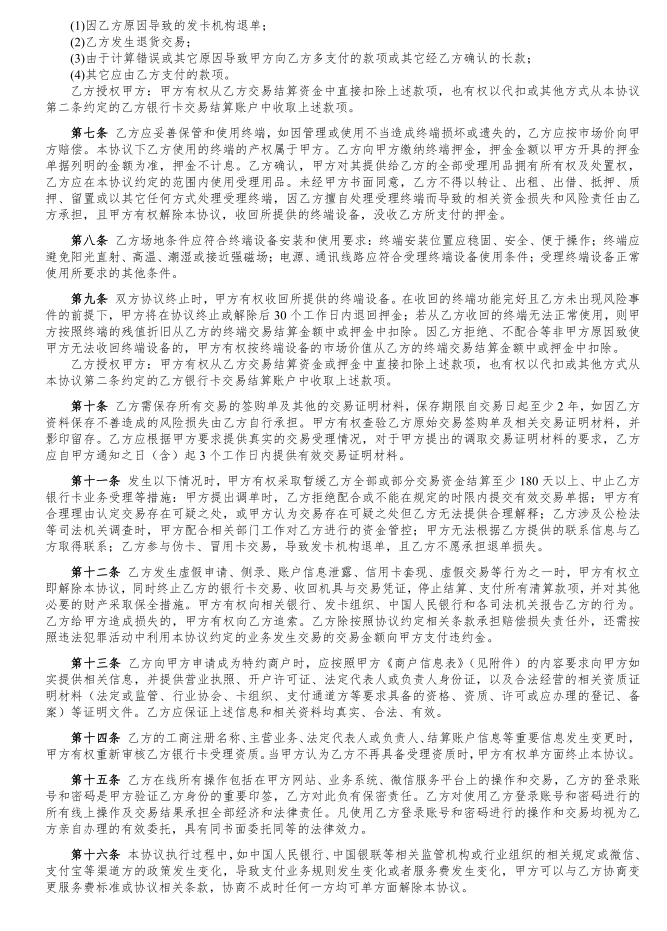 (1)因乙方原因导致的发卡机构退单；
(2)乙方发生退货交易；
(3)由于计算错误或其它原因导致甲方向乙方多支付的款项或其它经乙方确认的长款；
(4)其它应由乙方支付的款项。
乙方授权甲方：甲方有权从乙方交易结算资金中直接扣除上述款项，也有权以代扣或其他方式从本协议
第二条约定的乙方银行卡交易结算账户中收取上述款项。
第七条 乙方应妥善保管和使用终端，如因管理或使用不当造成终端损坏或遗失的，乙方应按市场价向甲
方赔偿。本协议下乙方使用的终端的产权属于甲方。乙方向甲方缴纳终端押金，押金金额以甲方开具的押金
单据列明的金额为准，押金不计息。乙方确认，甲方对其提供给乙方的全部受理用品拥有所有权及处置权，
乙方应在本协议约定的范围内使用受理用品。未经甲方书面同意，乙方不得以转让、出租、出借、抵押、质
押、留置或以其它任何方式处理受理终端，因乙方擅自处理受理终端而导致的相关资金损失和风险责任由乙
方承担，且甲方有权解除本协议，收回所提供的终端设备，没收乙方所支付的押金。
第八条 乙方场地条件应符合终端设备安装和使用要求：终端安装位置应稳固、安全、便于操作；终端应
避免阳光直射、高温、潮湿或接近强磁场；电源、通讯线路应符合受理终端设备使用条件；受理终端设备正常
使用所要求的其他条件。
第九条 双方协议终止时，甲方有权收回所提供的终端设备。在收回的终端功能完好且乙方未出现风险事
件的前提下，甲方将在协议终止或解除后 30 个工作日内退回押金；若从乙方收回的终端无法正常使用，则甲
方按照终端的残值折旧从乙方的终端交易结算金额中或押金中扣除。因乙方拒绝、不配合等非甲方原因致使
甲方无法收回终端设备的，甲方有权按终端设备的市场价值从乙方的终端交易结算金额中或押金中扣除。
乙方授权甲方：甲方有权从乙方交易结算资金或押金中直接扣除上述款项，也有权以代扣或其他方式从
本协议第二条约定的乙方银行卡交易结算账户中收取上述款项。
第十条 乙方需保存所有交易的签购单及其他的交易证明材料，保存期限自交易日起至少 2 年，如因乙方
资料保存不善造成的风险损失由乙方自行承担。甲方有权查验乙方原始交易签购单及相关交易证明材料，并
影印留存。乙方应根据甲方要求提供真实的交易受理情况，对于甲方提出的调取交易证明材料的要求，乙方
应自甲方通知之日（含）起 3 个工作日内提供有效交易证明材料。
第十一条 发生以下情况时，甲方有权采取暂缓乙方全部或部分交易资金结算至少 180 天以上、中止乙方
银行卡业务受理等措施：甲方提出调单时，乙方拒绝配合或不能在规定的时限内提交有效交易单据；甲方有
合理理由认定交易存在可疑之处，或甲方认为交易存在可疑之处但乙方无法提供合理解释；乙方涉及公检法
等司法机关调查时，甲方配合相关部门工作对乙方进行的资金管控；甲方无法根据乙方提供的联系信息与乙
方取得联系；乙方参与伪卡、冒用卡交易，导致发卡机构退单，且乙方不愿承担退单损失。
第十二条 乙方发生虚假申请、侧录、账户信息泄露、信用卡套现、虚假交易等行为之一时，甲方有权立
即解除本协议，同时终止乙方的银行卡交易、收回机具与交易凭证，停止结算、支付所有清算款项，并对其他
必要的财产采取保全措施。甲方有权向相关银行、发卡组织、中国人民银行和各司法机关报告乙方的行为。
乙方给甲方造成损失的，甲方有权向乙方追索。乙方除按照协议约定相关条款承担赔偿损失责任外，还需按
照违法犯罪活动中利用本协议约定的业务发生交易的交易金额向甲方支付违约金。
第十三条 乙方向甲方申请成为特约商户时，应按照甲方《商户信息表》（见附件）的内容要求向甲方如
实提供相关信息，并提供营业执照、开户许可证、法定代表人或负责人身份证，以及合法经营的相关资质证
明材料（法定或监管、行业协会、卡组织、支付通道方等要求具备的资格、资质、许可或应办理的登记、备
案）等证明文件。乙方应保证上述信息和相关资料均真实、合法、有效。
第十四条 乙方的工商注册名称、主营业务、法定代表人或负责人、结算账户信息等重要信息发生变更时，
甲方有权重新审核乙方银行卡受理资质。当甲方认为乙方不再具备受理资质时，甲方有权单方面终止本协议。
第十五条 乙方在线所有操作包括在甲方网站、业务系统、微信服务平台上的操作和交易，乙方的登录账
号和密码是甲方验证乙方身份的重要印签，乙方对此负有保密责任。乙方对使用乙方登录账号和密码进行的
所有线上操作及交易结果承担全部经济和法律责任。凡使用乙方登录账号和密码进行的操作和交易均视为乙
方亲自办理的有效委托，具有同书面委托同等的法律效力。
第十六条 本协议执行过程中，如中国人民银行、中国银联等相关监管机构或行业组织的相关规定或微信、
支付宝等渠道方的政策发生变化，导致支付业务规则发生变化或者服务费发生变化，甲方可以与乙方协商变
更服务费标准或协议相关条款，协商不成时任何一方均可单方面解除本协议。